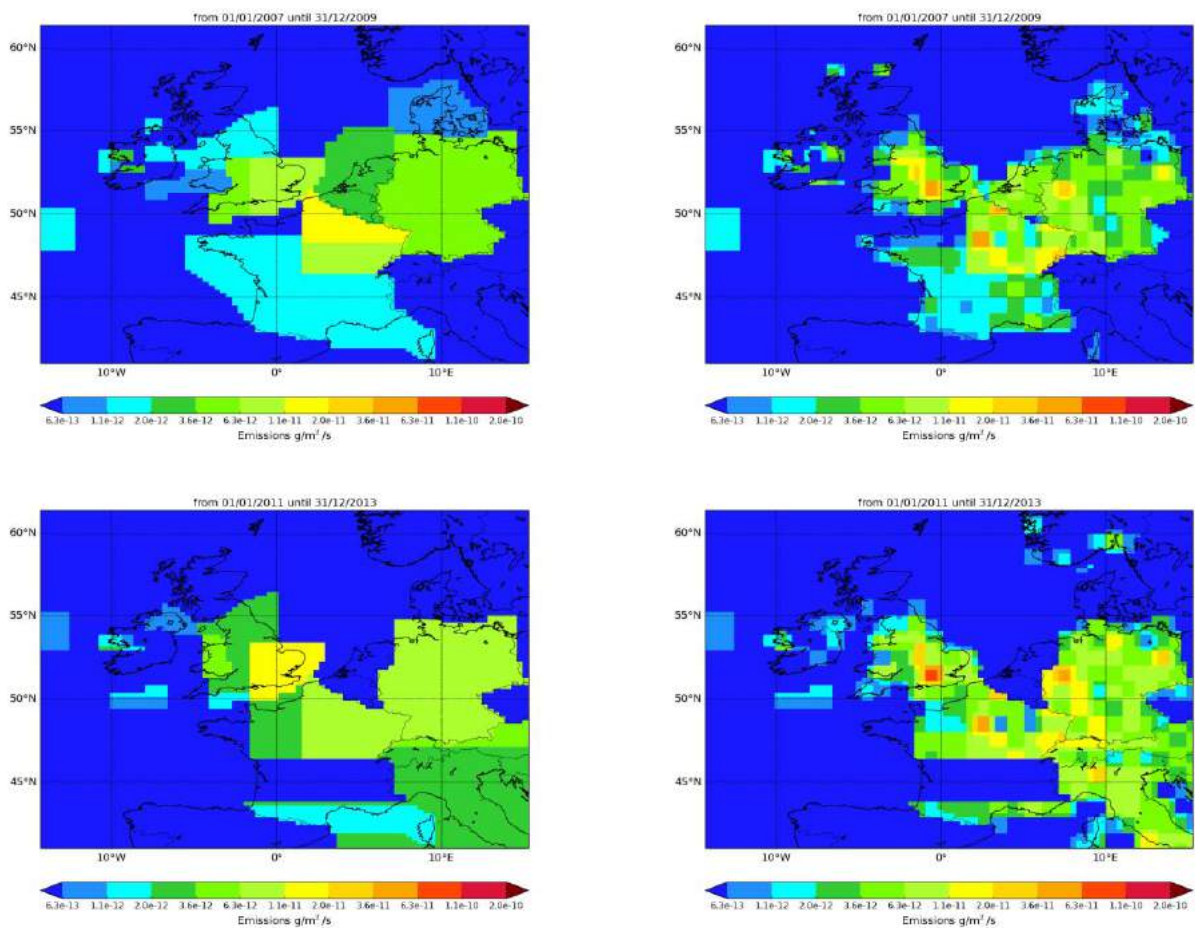 from 01/01/2007 until 31/12/2009
60°N
55°N
50°N
45°N
10°W 0° 10°E
6.3e-13 1.1e-12 2.0e-12 3.6e-12 6.3e-12 1.1e-11 2.0e-11 3.6e-11 6.3e-11 1.1e-10 2.0e-10
Emissions g/m²/s
from 01/01/2007 until 31/12/2009
60°N
55°N
50°N
45°N
10°W 0° 10°E
6.3e-13 1.1e-12 2.0e-12 3.6e-12 6.3e-12 1.1e-11 2.0e-11 3.6e-11 6.3e-11 1.1e-10 2.0e-10
Emissions g/m²/s
from 01/01/2011 until 31/12/2013
60°N
55°N
50°N
45°N
10°W 0° 10°E
6.3e-13 1.1e-12 2.0e-12 3.6e-12 6.3e-12 1.1e-11 2.0e-11 3.6e-11 6.3e-11 1.1e-10 2.0e-10
Emissions g/m²/s
from 01/01/2011 until 31/12/2013
60°N
55°N
50°N
45°N
10°W 0° 10°E
6.3e-13 1.1e-12 2.0e-12 3.6e-12 6.3e-12 1.1e-11 2.0e-11 3.6e-11 6.3e-11 1.1e-10 2.0e-10
Emissions g/m²/s